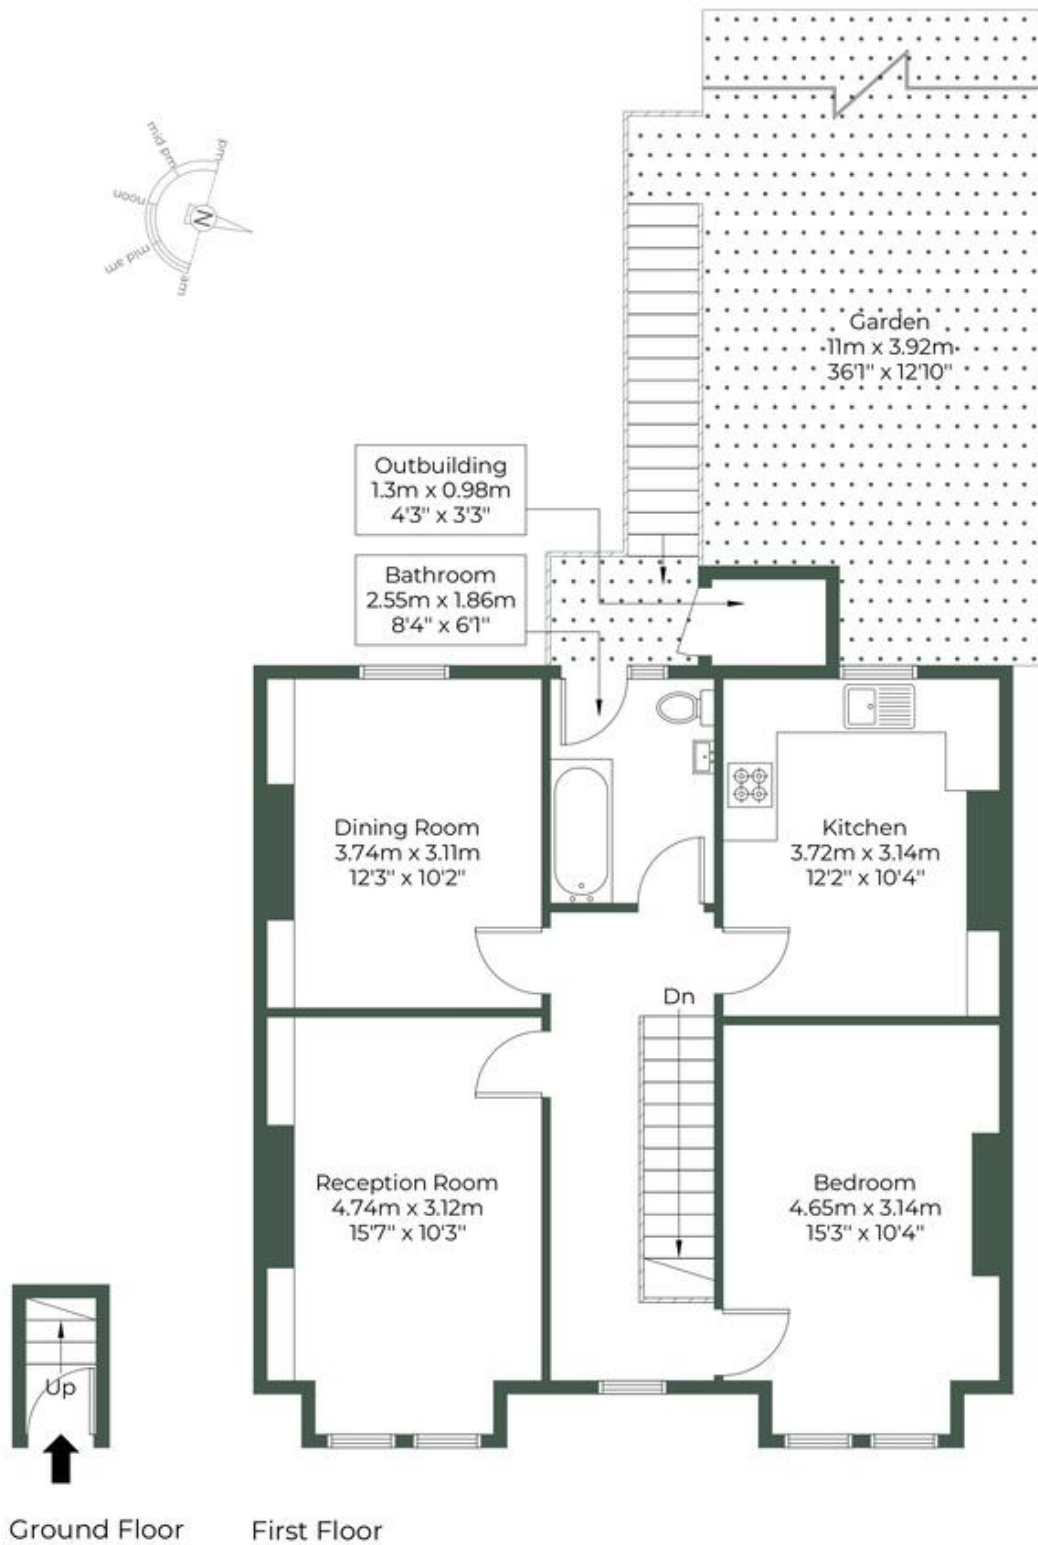 mid pm
pm
noon
N
mid am
am
Garden
11m x 3.92m
36'1" x 12'10"
Outbuilding
1.3m x 0.98m
4'3" x 3'3"
Bathroom
2.55m x 1.86m
8'4" x 6'1"
Dining Room
3.74m x 3.11m
12'3" x 10'2"
Kitchen
3.72m x 3.14m
12'2" x 10'4"
Dn
Reception Room
4.74m x 3.12m
15'7" x 10'3"
Bedroom
4.65m x 3.14m
15'3" x 10'4"
Up
Ground Floor
First Floor